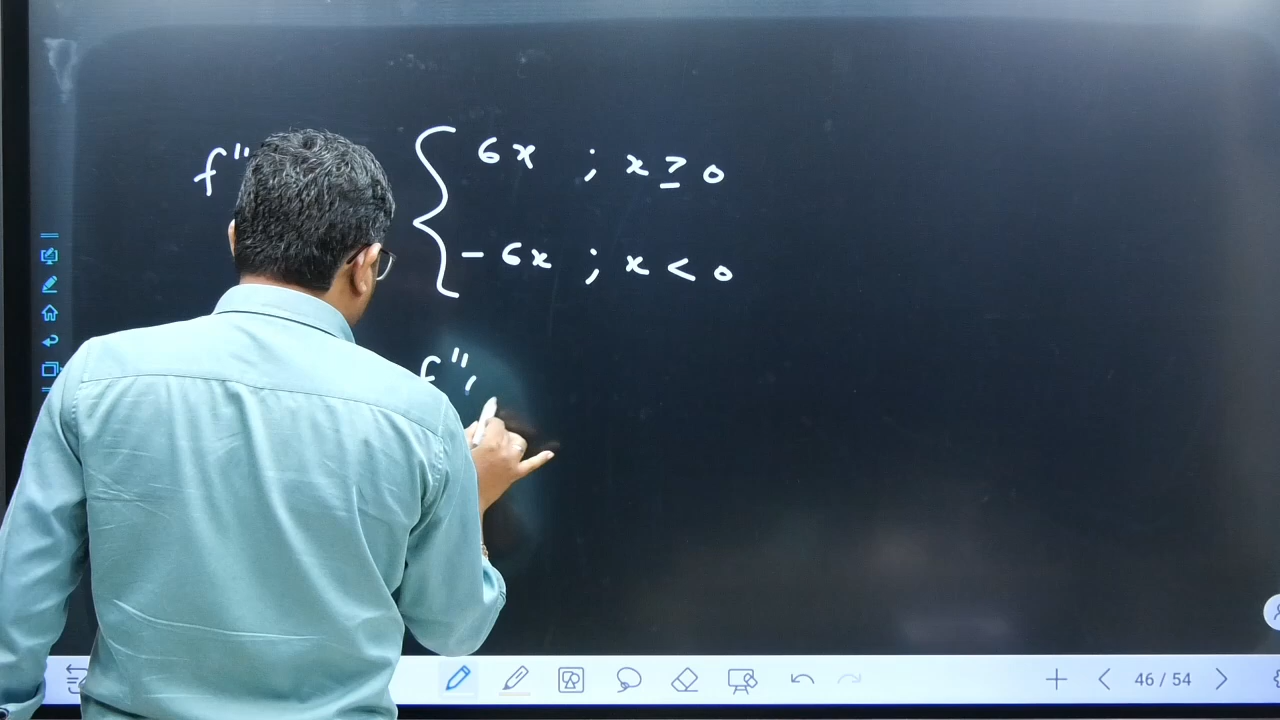 f" { 6x ; x ≥ 0
-6x ; x < 0
f"(
46 / 54